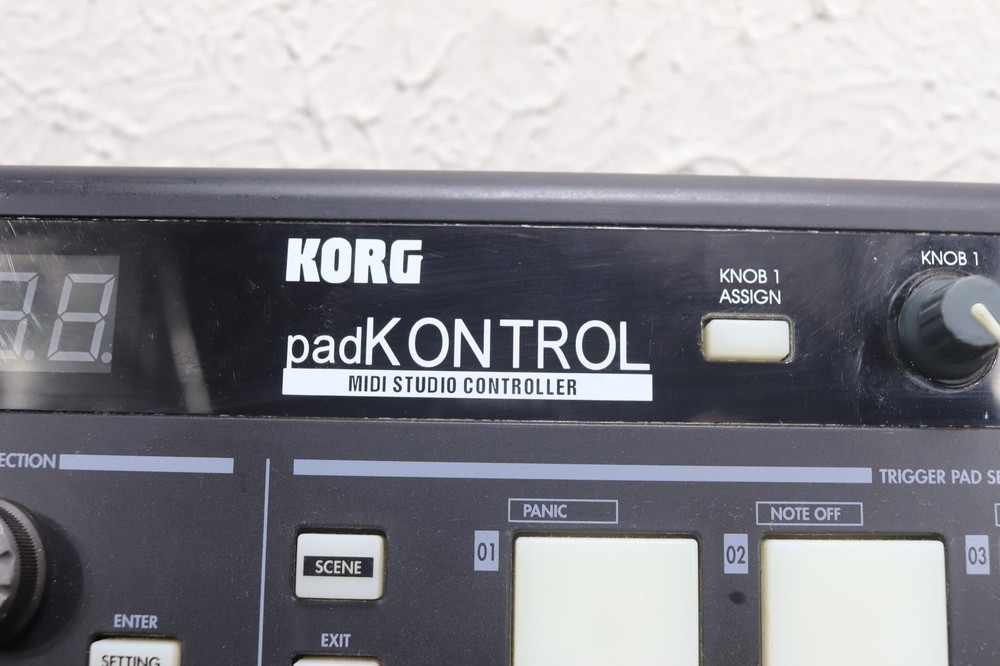 KORG
padKONTROL
MIDI STUDIO CONTROLLER
KNOB 1
ASSIGN
KNOB 1
ECTION
TRIGGER PAD SE
PANIC
NOTE OFF
01
02
03
SCENE
ENTER
SETTING
EXIT